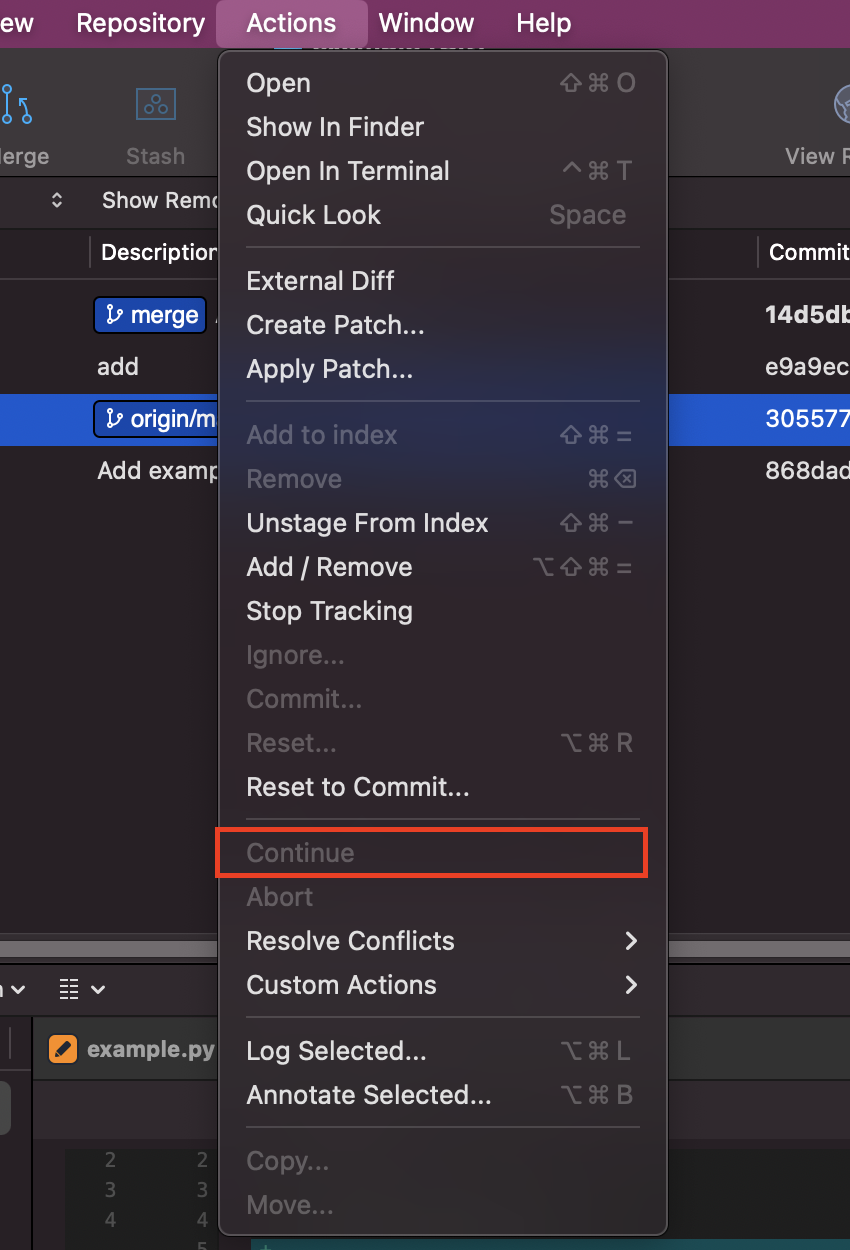 ew Repository Actions Window Help
erge Stash View R
Show Remo
Description Commit
merge 14d5db
add e9a9ec
origin/ma 305577
Add examp 868dad
Open ⇧⌘O
Show In Finder
Open In Terminal ^⌘T
Quick Look Space
External Diff
Create Patch...
Apply Patch...
Add to index ⇧⌘=
Remove ⌘⌫
Unstage From Index ⇧⌘−
Add / Remove ⌥⇧⌘=
Stop Tracking
Ignore...
Commit...
Reset... ⌥⌘R
Reset to Commit...
Continue
Abort
Resolve Conflicts
Custom Actions
Log Selected... ⌥⌘L
Annotate Selected... ⌥⌘B
Copy...
Move...
example.py
2 2
3 3
4 4
5